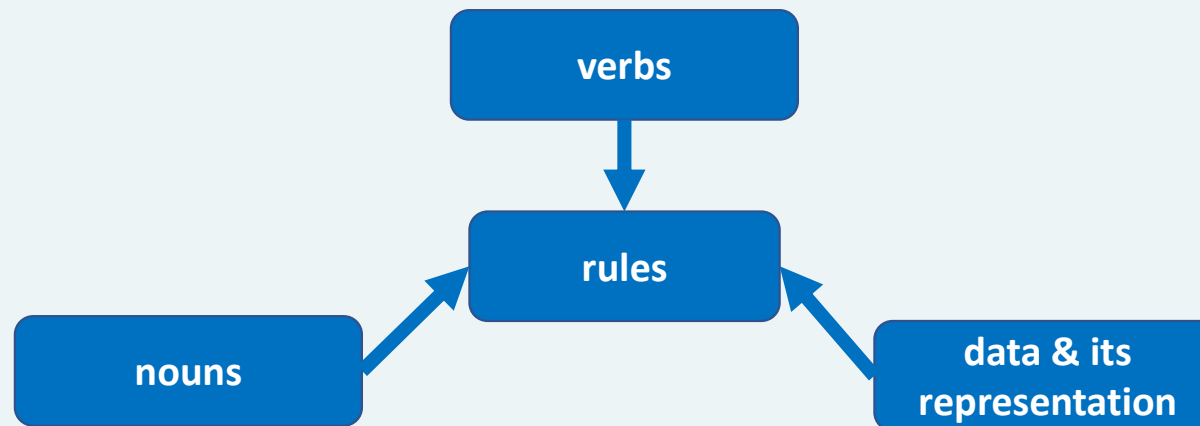 verbs
rules
nouns
data & its
representation